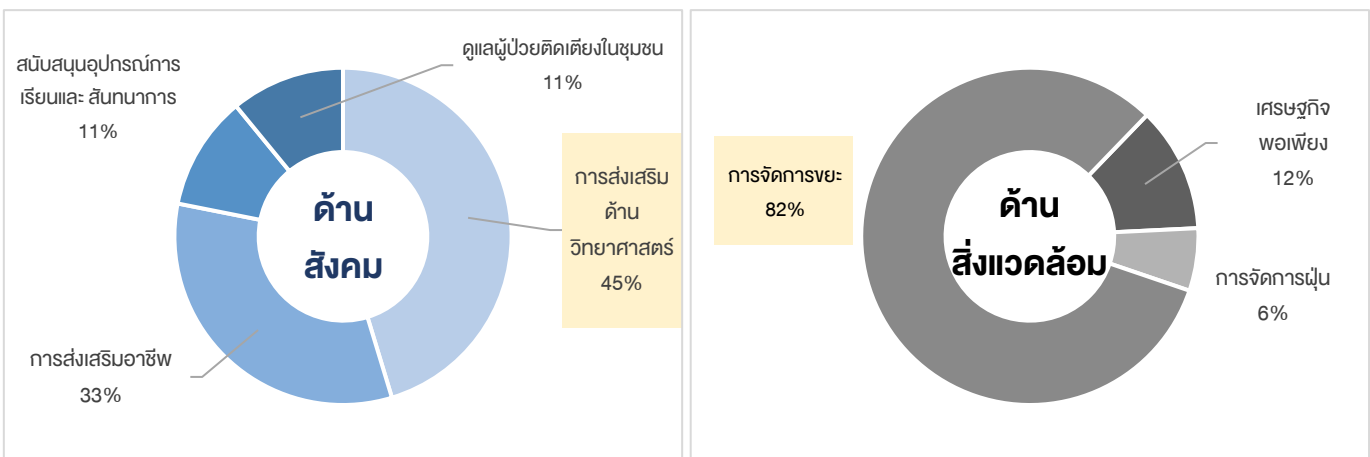 สนับสนุนอุปกรณ์การ
เรียนและ สันทนาการ
11%
ดูแลผู้ป่วยติดเตียงในชุมชน
11%
การส่งเสริม
ด้าน
วิทยาศาสตร์
45%
ด้าน
สังคม
การส่งเสริมอาชีพ
33%
การจัดการขยะ
82%
เศรษฐกิจ
พอเพียง
12%
ด้าน
สิ่งแวดล้อม
การจัดการฝุ่น
6%